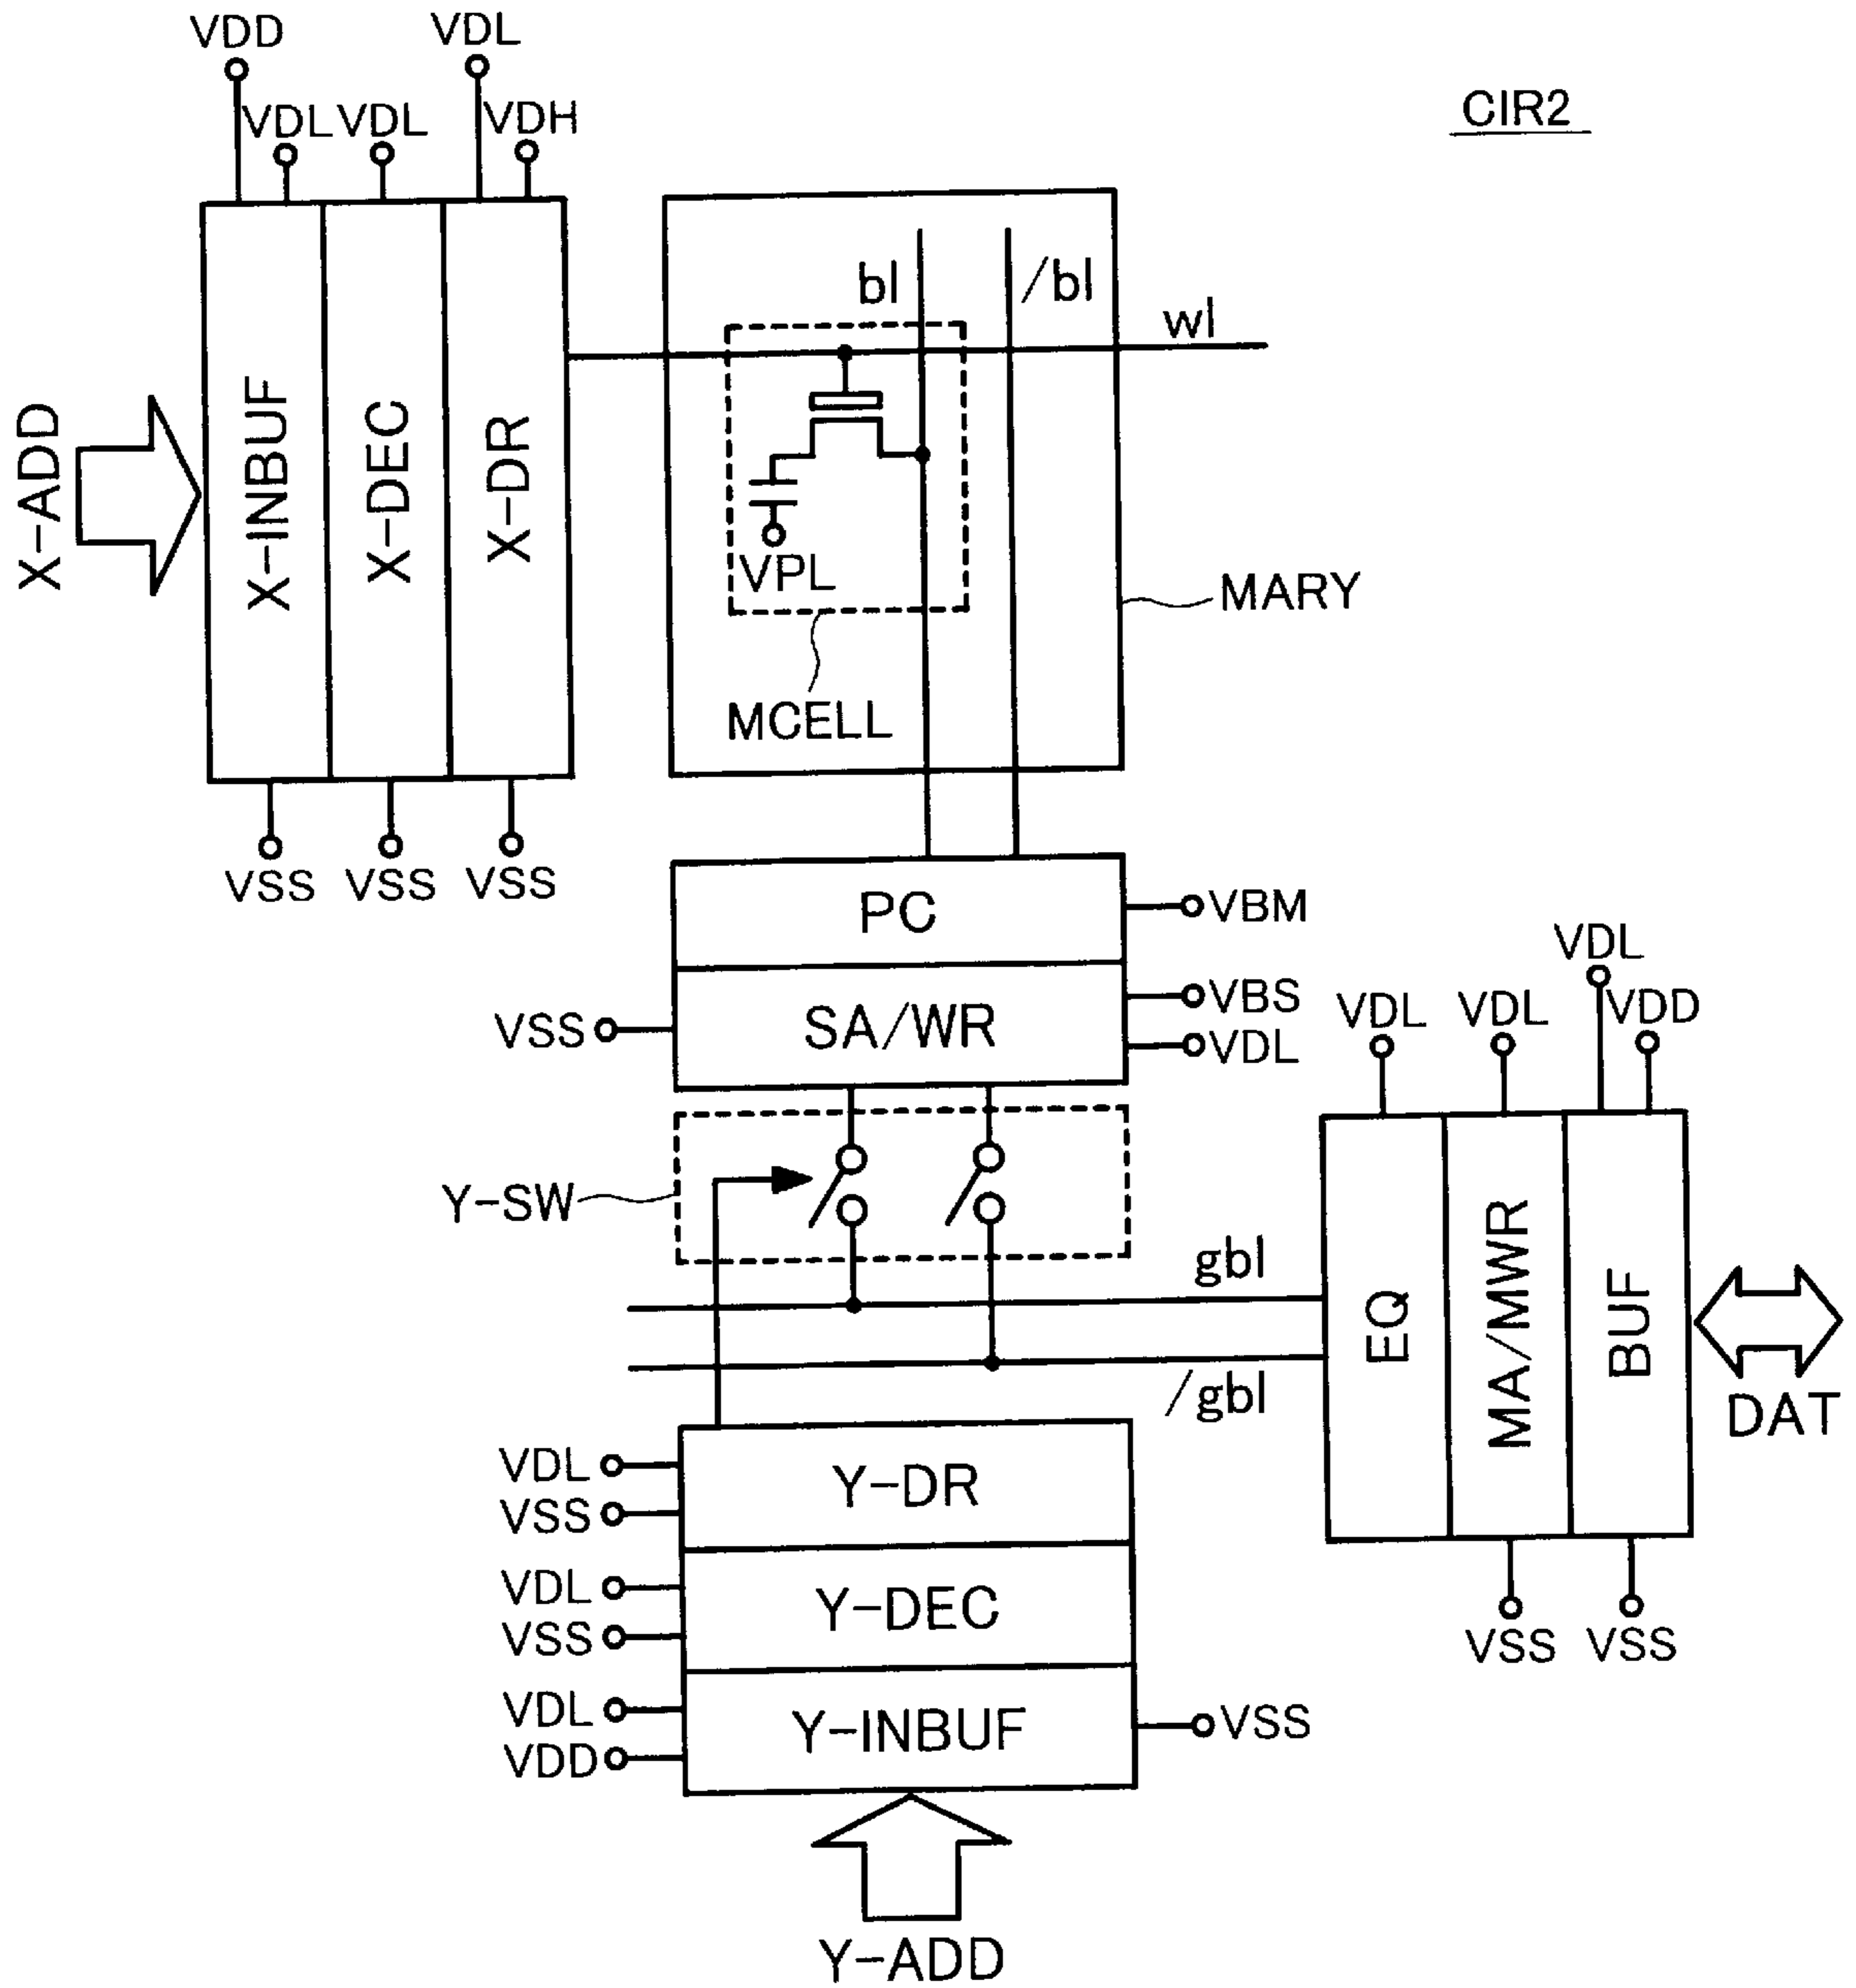 VDD
VDL
VDL VDL
VDH
CIR2
bl
/bl
wl
X-ADD
X-INBUF
X-DEC
X-DR
VPL
MARY
MCELL
VSS VSS VSS
PC
VBM
VDL
VBS
VDL VDL VDD
VSS
SA/WR
VDL
Y-SW
gbl
EQ
MA/MWR
BUF
/gbl
DAT
VDL
Y-DR
VSS
VDL
Y-DEC
VSS
VSS VSS
VDL
Y-INBUF
VSS
VDD
Y-ADD